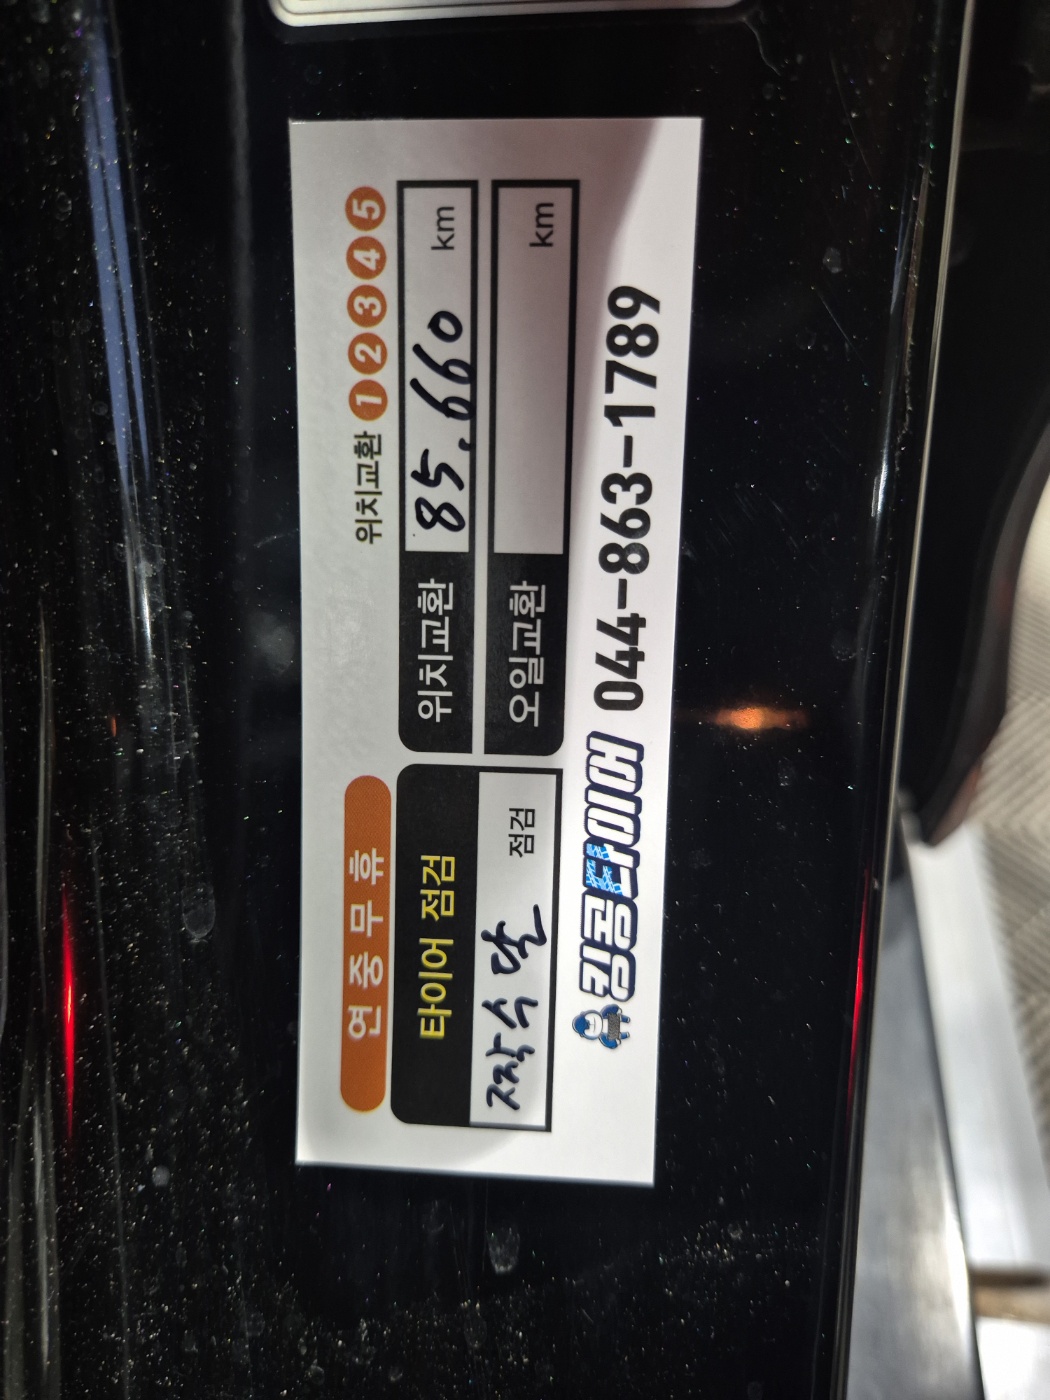 연중무휴
위치교환 1 2 3 4 5
타이어 점검
짝수달 점검
위치교환 85.660 km
오일교환 km
킹콩타이어 044-863-1789